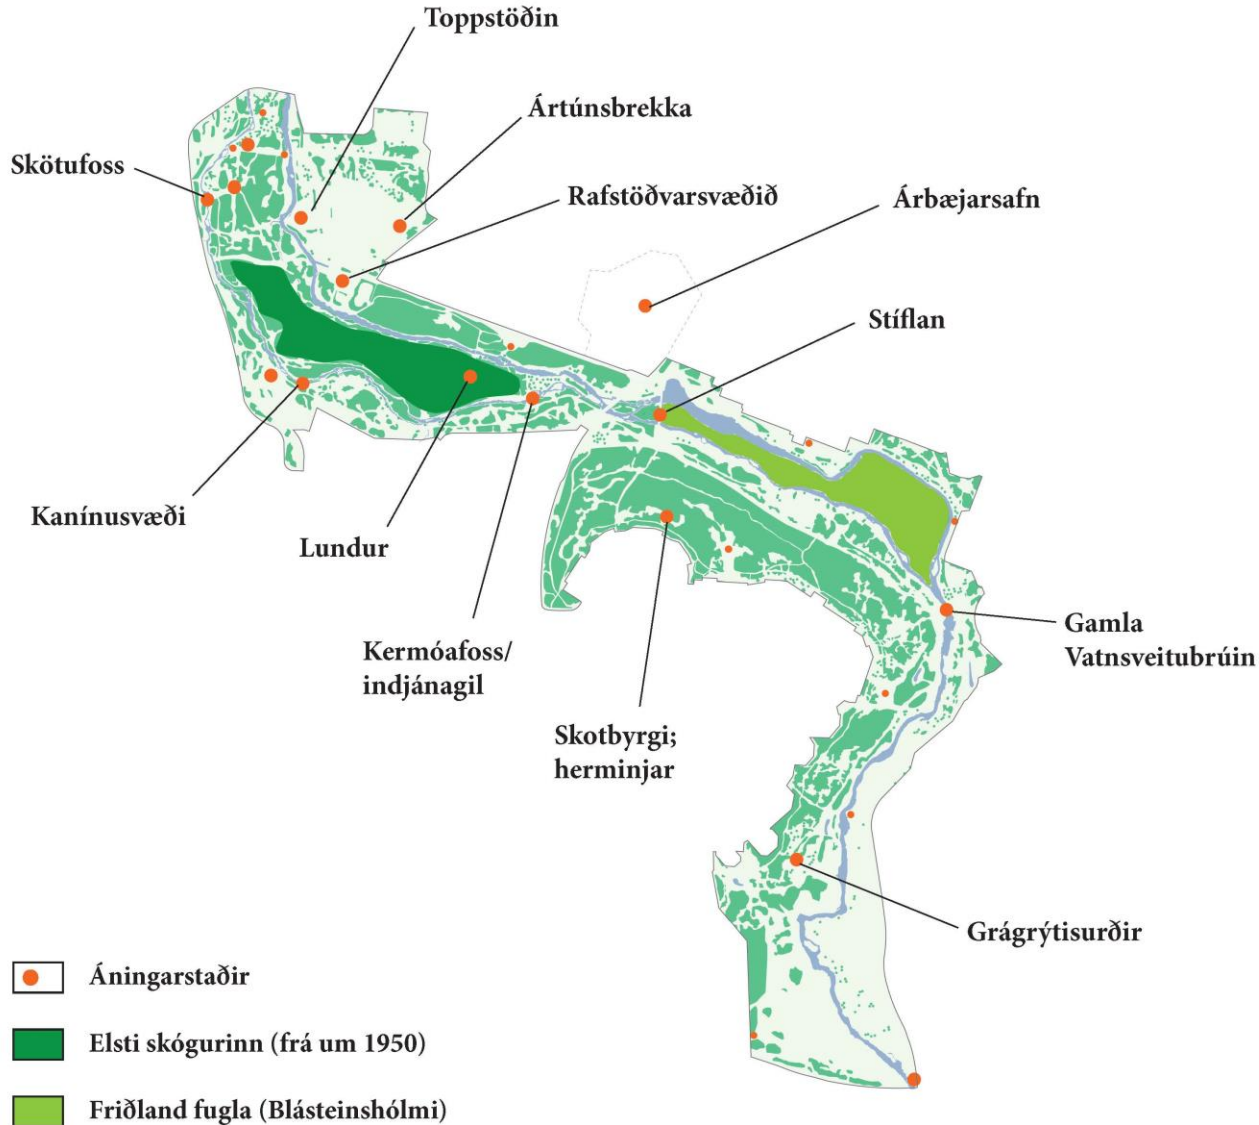 Toppstöðin
Ártúnsbrekka
Skötufoss
Rafstöðvarsvæðið
Árbæjarsafn
Stíflan
Kanínusvæði
Lundur
Kermóafoss/
indjánagil
Gamla
Vatnsveitubrúin
Skotbyrgi;
herminjar
Grágrýtisurðir
Áningarstaðir
Elsti skógurinn (frá um 1950)
Friðland fugla (Blásteinshólmi)